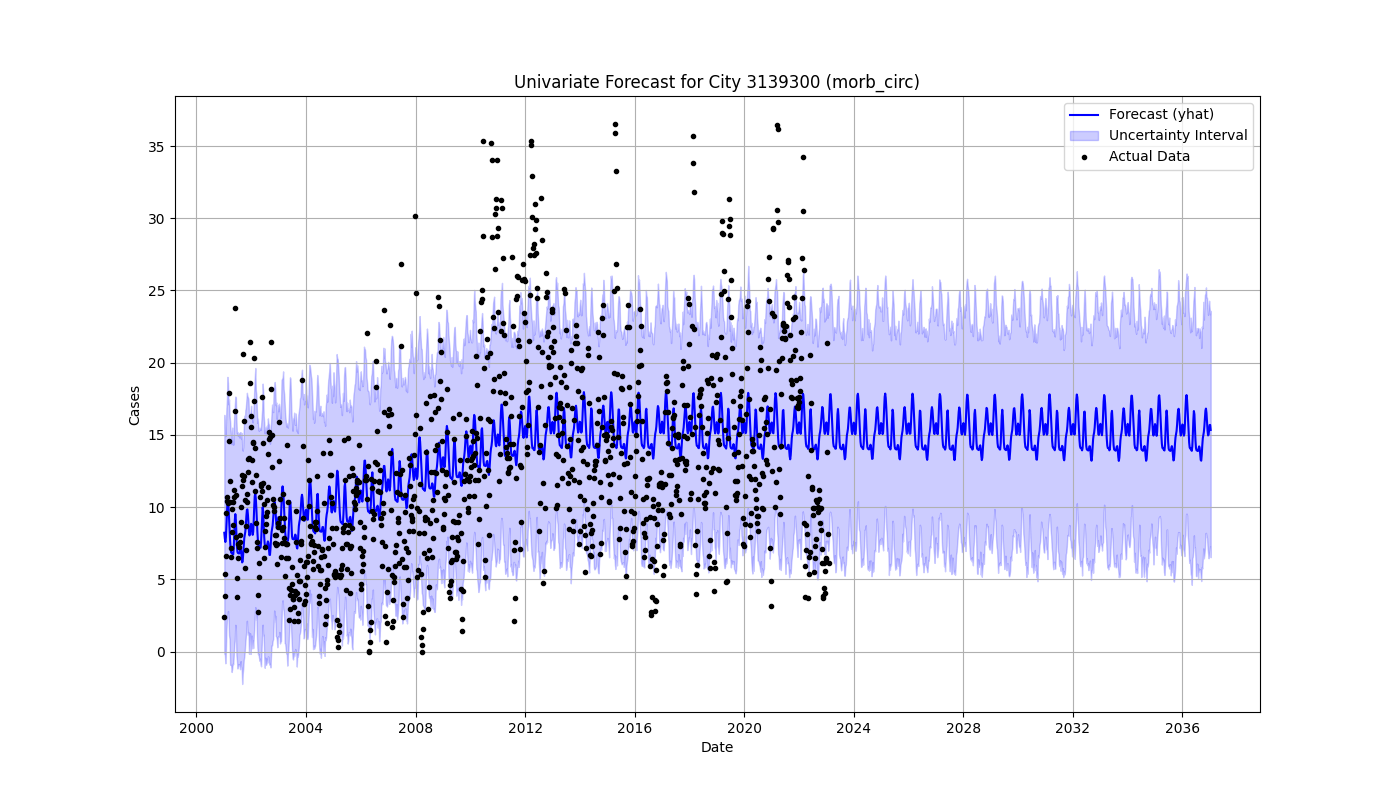 Univariate Forecast for City 3139300 (morb_circ)
Forecast (yhat)
Uncertainty Interval
Actual Data
Cases
35
30
25
20
15
10
5
0
2000 2004 2008 2012 2016 2020 2024 2028 2032 2036
Date